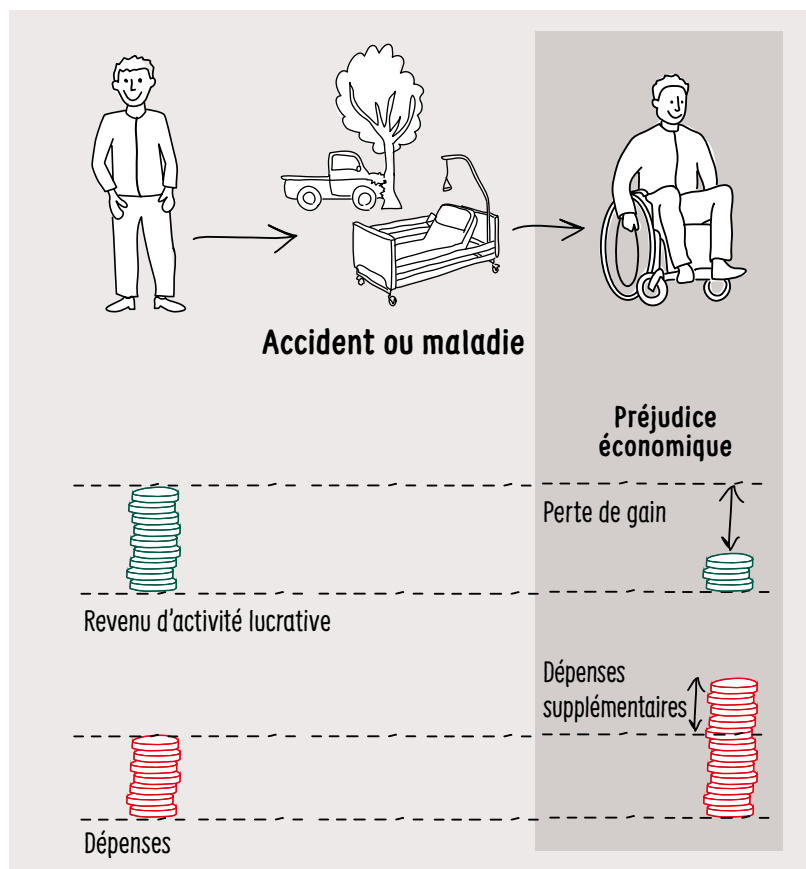 Accident ou maladie
Préjudice
économique
Perte de gain
Revenu d'activité lucrative
Dépenses
supplémentaires
Dépenses